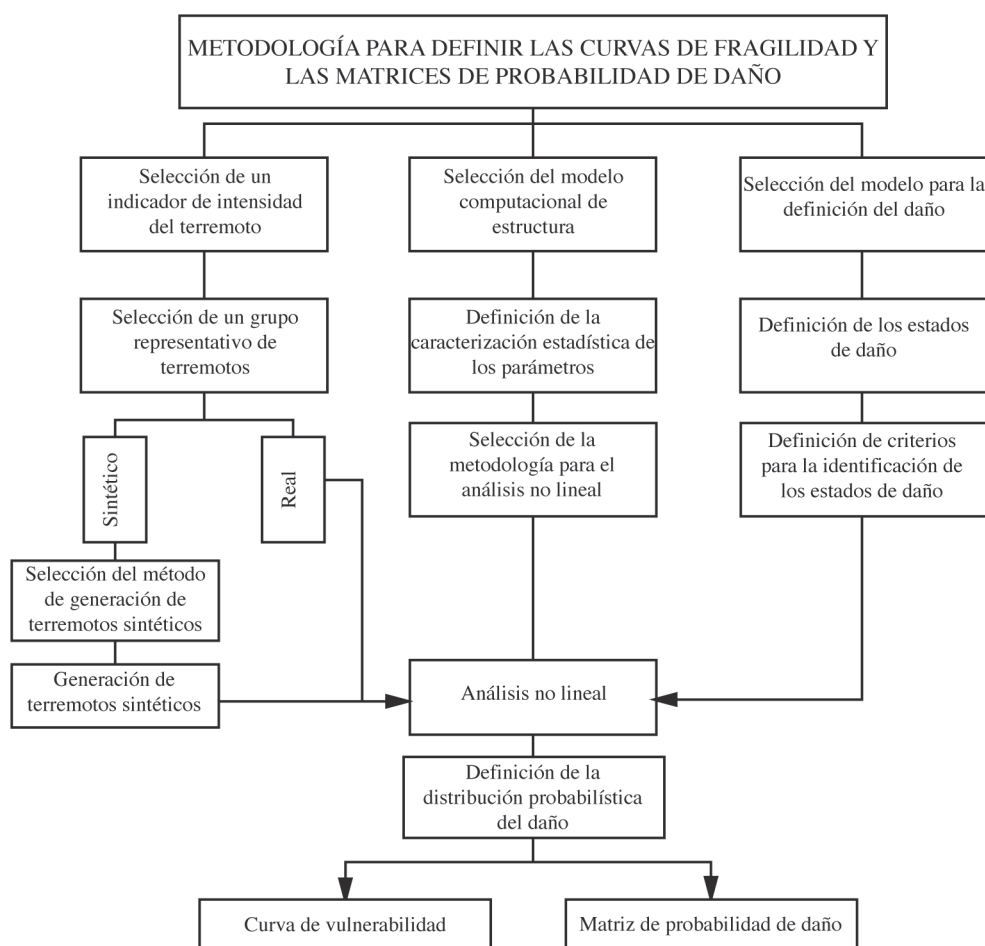 METODOLOGÍA PARA DEFINIR LAS CURVAS DE FRAGILIDAD Y
LAS MATRICES DE PROBABILIDAD DE DAÑO
Selección de un
indicador de intensidad
del terremoto
Selección del modelo
computacional de
estructura
Selección del modelo para la
definición del daño
Selección de un grupo
representativo de
terremotos
Definición de la
caracterización estadística de
los parámetros
Definición de los estados
de daño
Sintético
Real
Selección de la
metodología para el
análisis no lineal
Definición de criterios
para la identificación de
los estados de daño
Selección del método
de generación de
terremotos sintéticos
Generación de
terremotos sintéticos
Análisis no lineal
Definición de la
distribución probabilística
del daño
Curva de vulnerabilidad
Matriz de probabilidad de daño